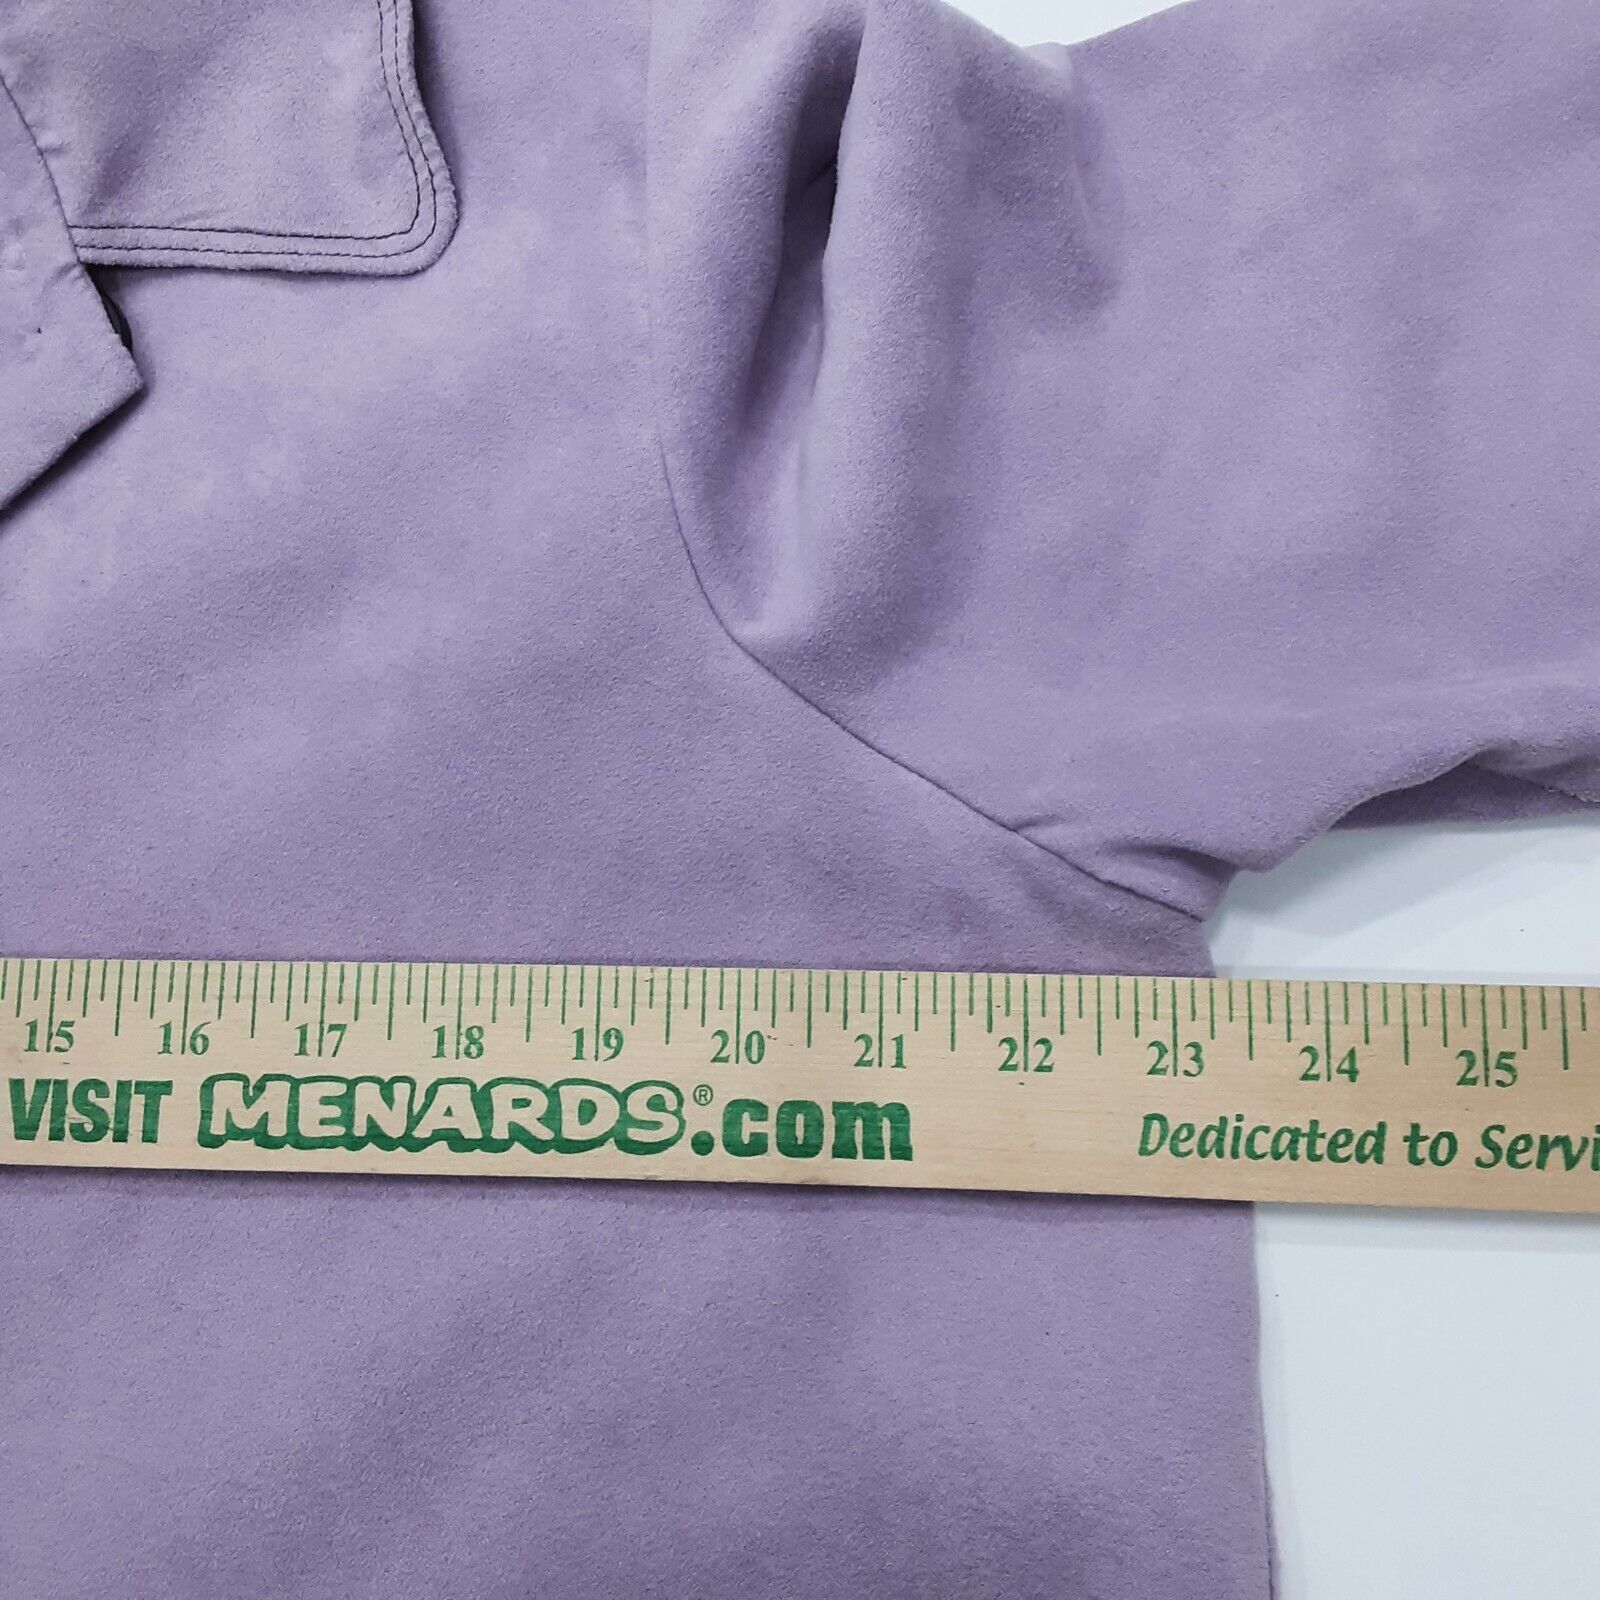 15 16 17 18 19 20 21 22 23 24 25
VISIT MENARDS®.com Dedicated to Servi